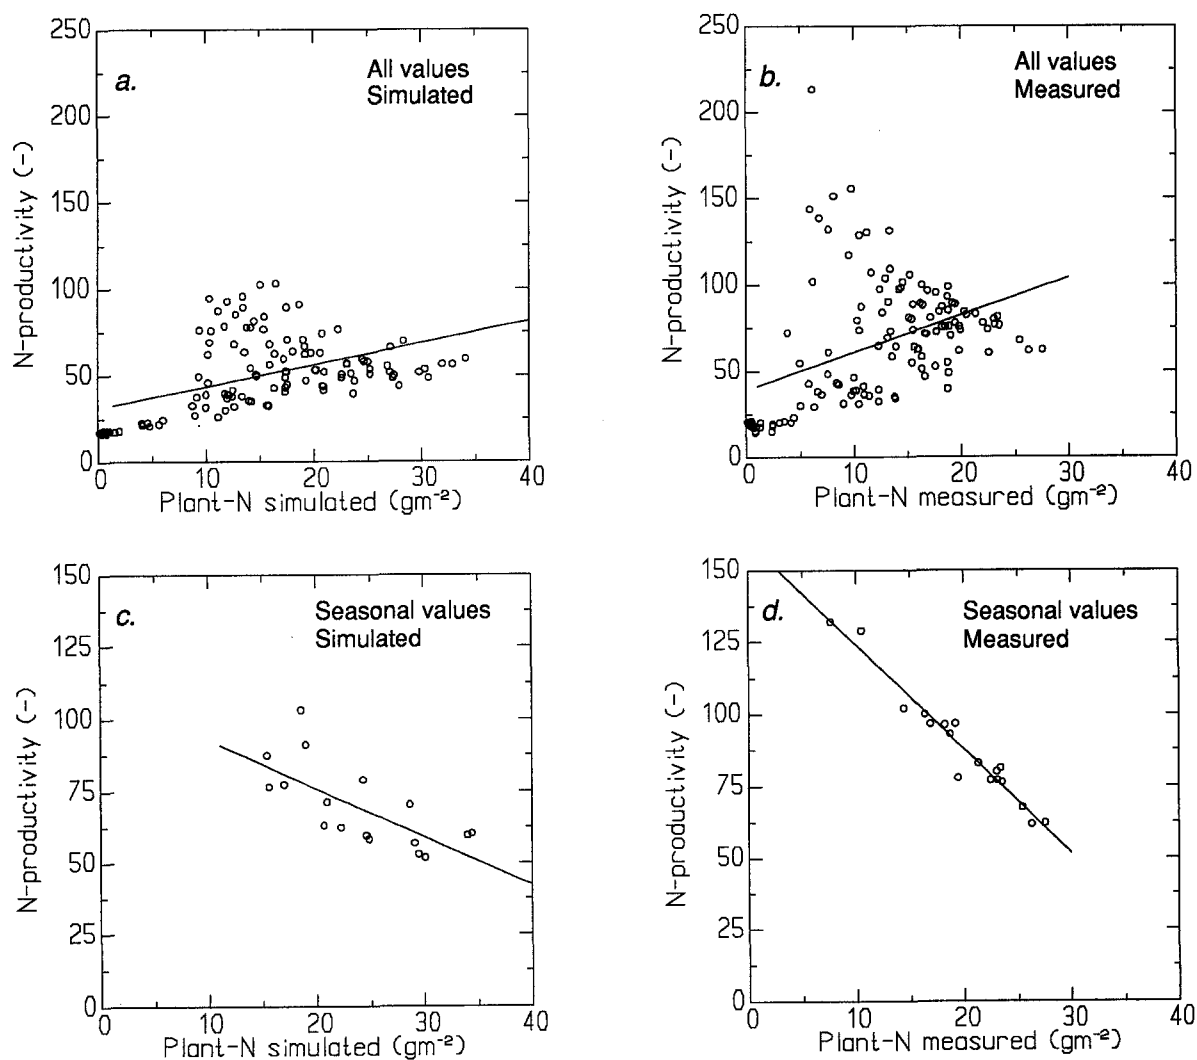 250
200
150
100
50
0
N-productivity (-)
a.
All values
Simulated
0 10 20 30 40
Plant-N simulated (gm⁻²)
250
200
150
100
50
0
N-productivity (-)
b.
All values
Measured
0 10 20 30 40
Plant-N measured (gm⁻²)
150
125
100
75
50
25
0
N-productivity (-)
c.
Seasonal values
Simulated
0 10 20 30 40
Plant-N simulated (gm⁻²)
150
125
100
75
50
25
0
N-productivity (-)
d.
Seasonal values
Measured
0 10 20 30 40
Plant-N measured (gm⁻²)